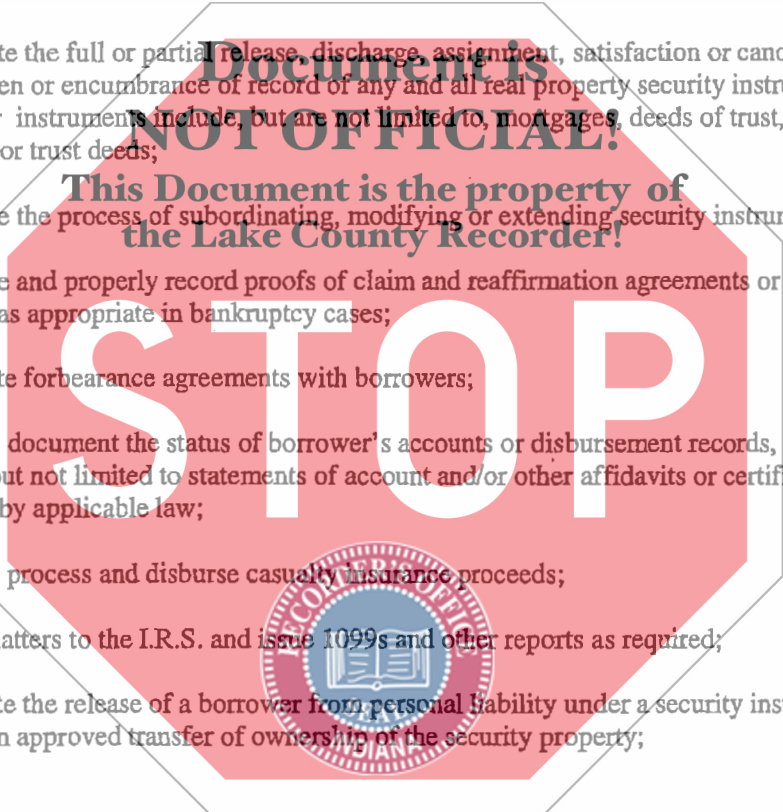 te the full or partial release, discharge, assignment, satisfaction or canc
Document is
en or encumbrance of record of any and all real property security instru
r instruments include, but are not limited to, mortgages, deeds of trust,
NOT OFFICIAL!
or trust deeds;
This Document is the property of
e the process of subordinating, modifying or extending security instrum
the Lake County Recorder!
e and properly record proofs of claim and reaffirmation agreements or
as appropriate in bankruptcy cases;
STOP
te forbearance agreements with borrowers;
document the status of borrower's accounts or disbursement records,
out not limited to statements of account and/or other affidavits or certif
by applicable law;
process and disburse casualty insurance proceeds;
RECORDER'S OFFICE
atters to the I.R.S. and issue 1099s and other reports as required;
te the release of a borrower from personal liability under a security ins
SEAL
n approved transfer of ownership of the security property;
INDIANA